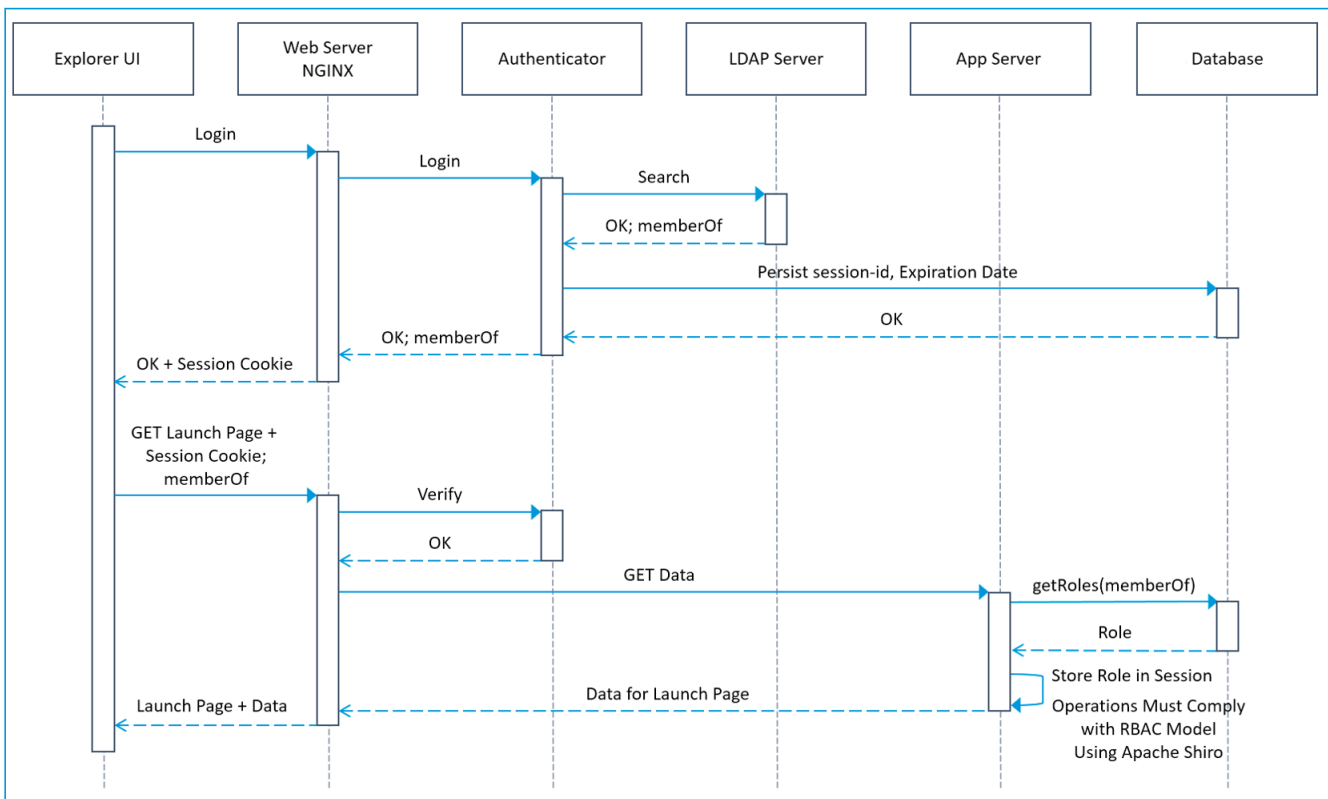 Explorer UI
Web Server
NGINX
Authenticator
LDAP Server
App Server
Database
Login
Login
Search
OK; memberOf
Persist session-id, Expiration Date
OK
OK; memberOf
OK + Session Cookie
GET Launch Page +
Session Cookie;
memberOf
Verify
OK
GET Data
getRoles(memberOf)
Role
Store Role in Session
Data for Launch Page
Launch Page + Data
Operations Must Comply
with RBAC Model
Using Apache Shiro